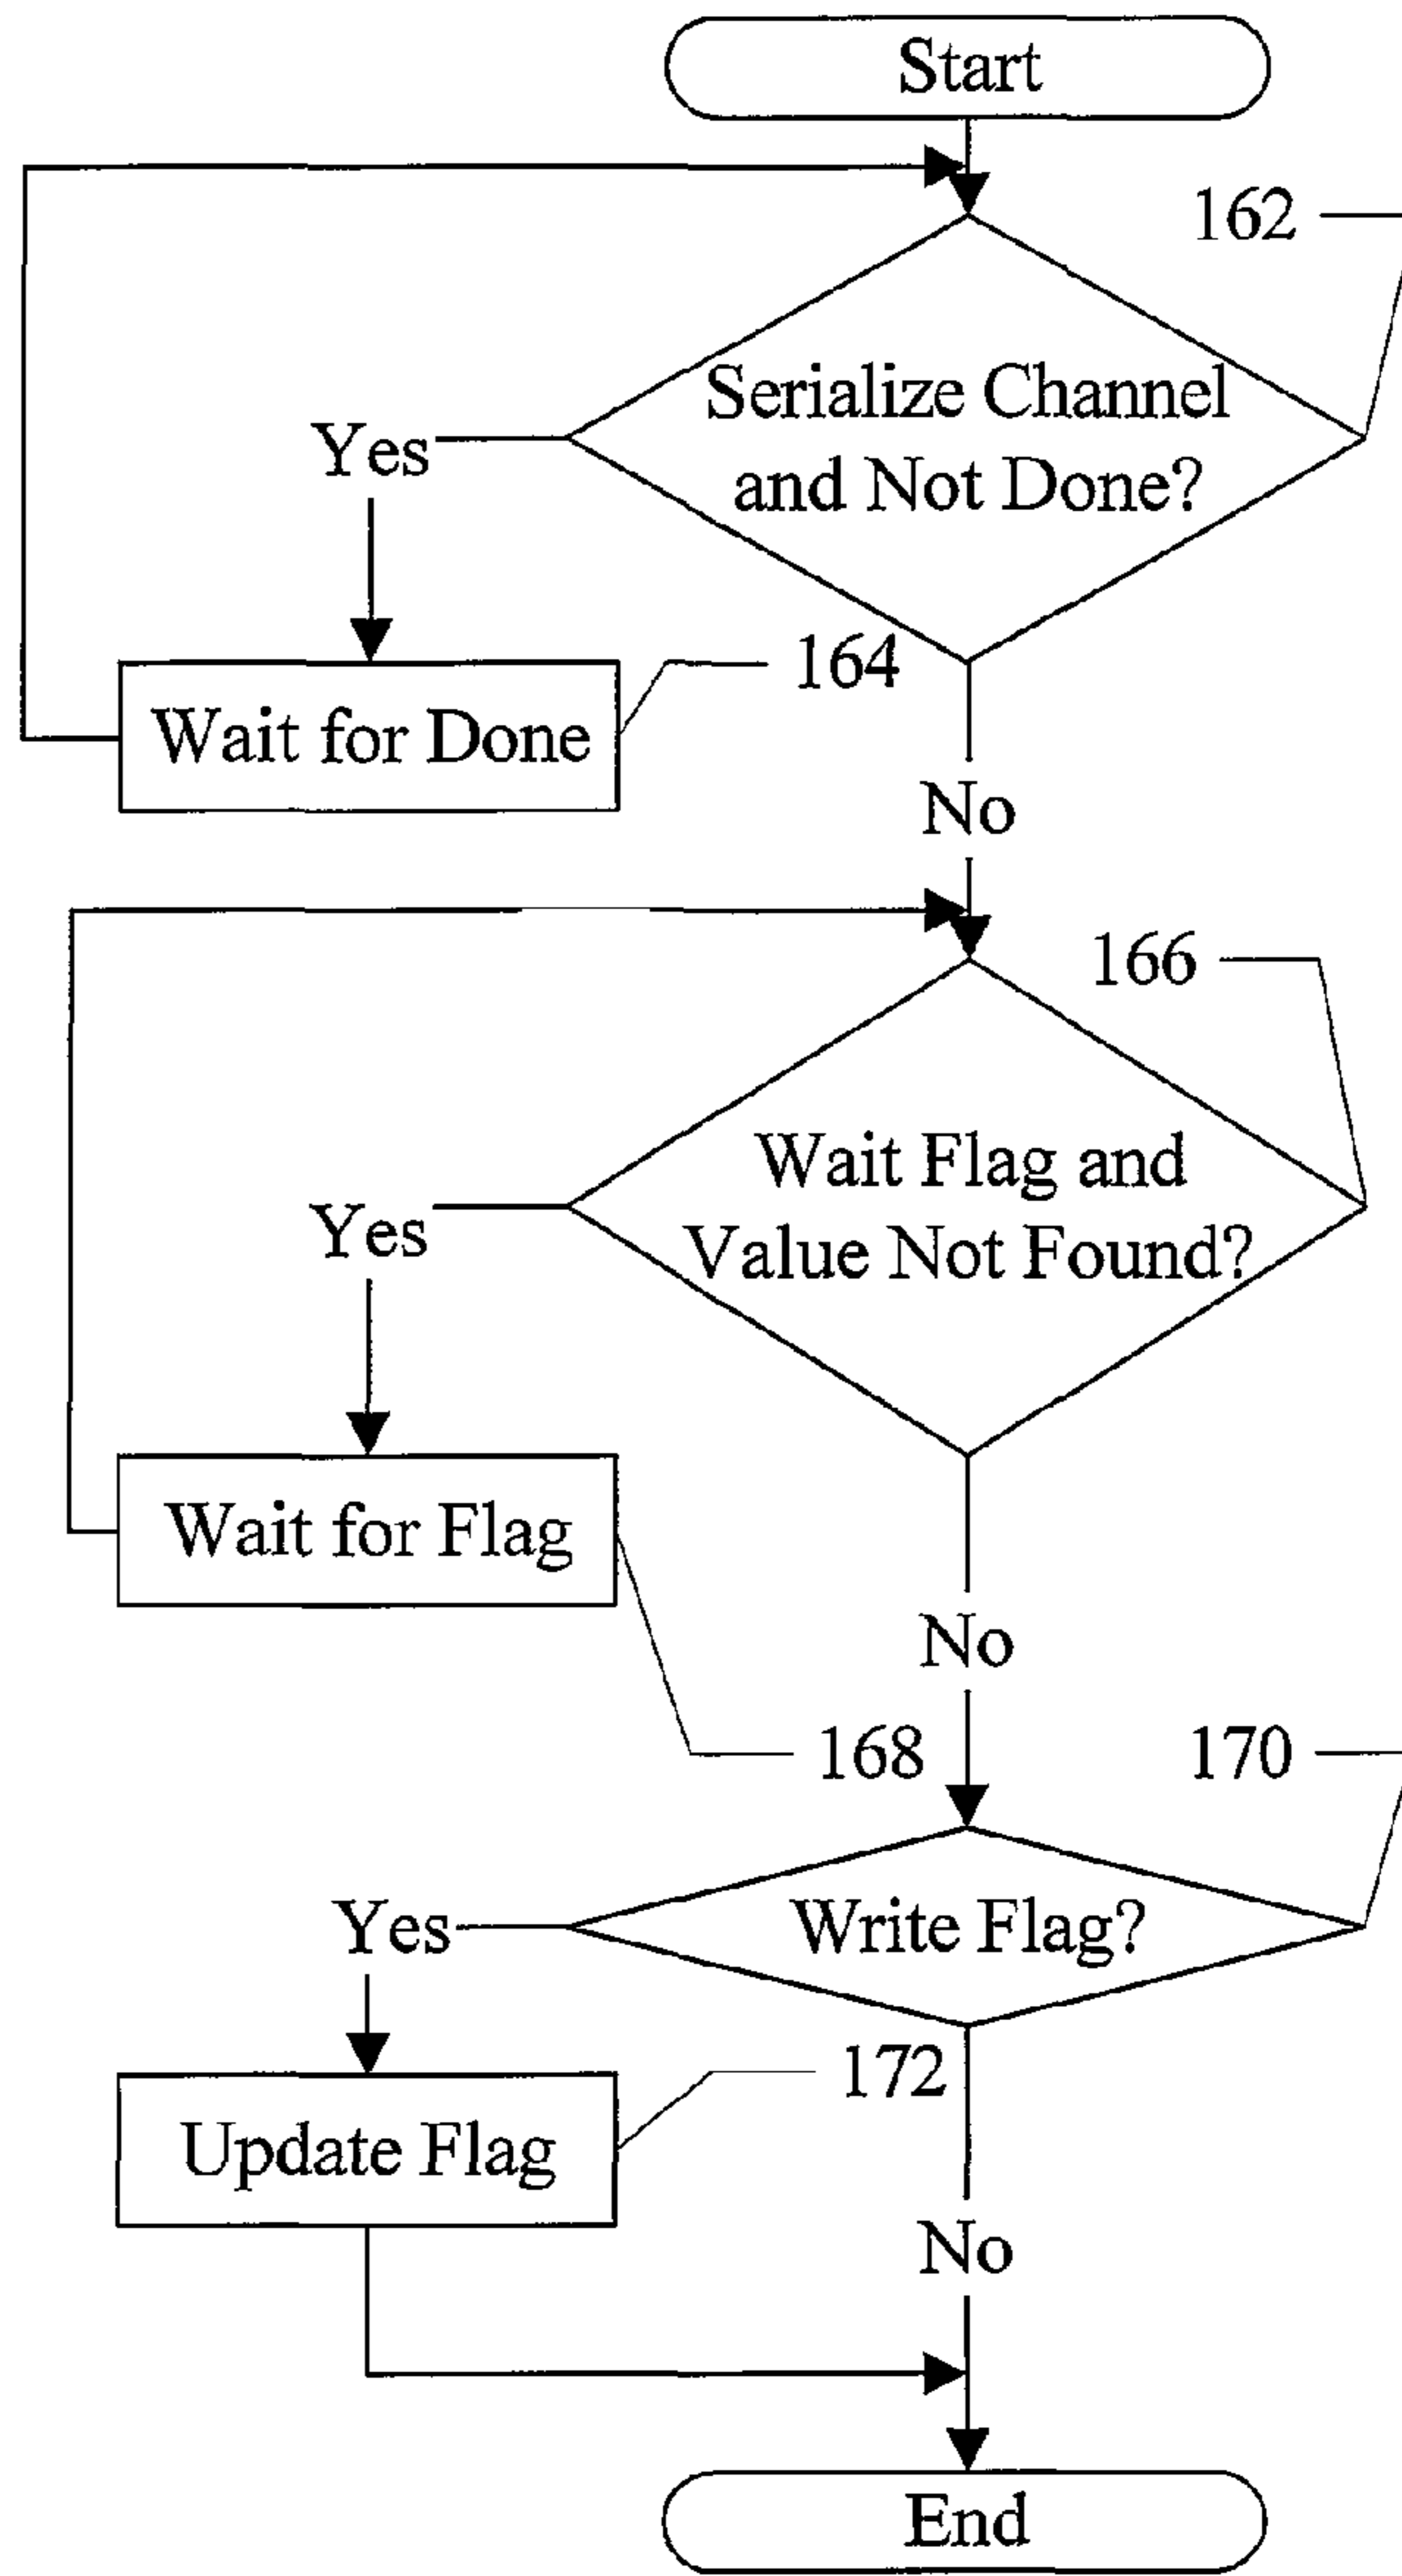 Start
162
Serialize Channel
and Not Done?
Yes
164
Wait for Done
No
166
Wait Flag and
Value Not Found?
Yes
Wait for Flag
No
168
170
Write Flag?
Yes
172
Update Flag
No
End